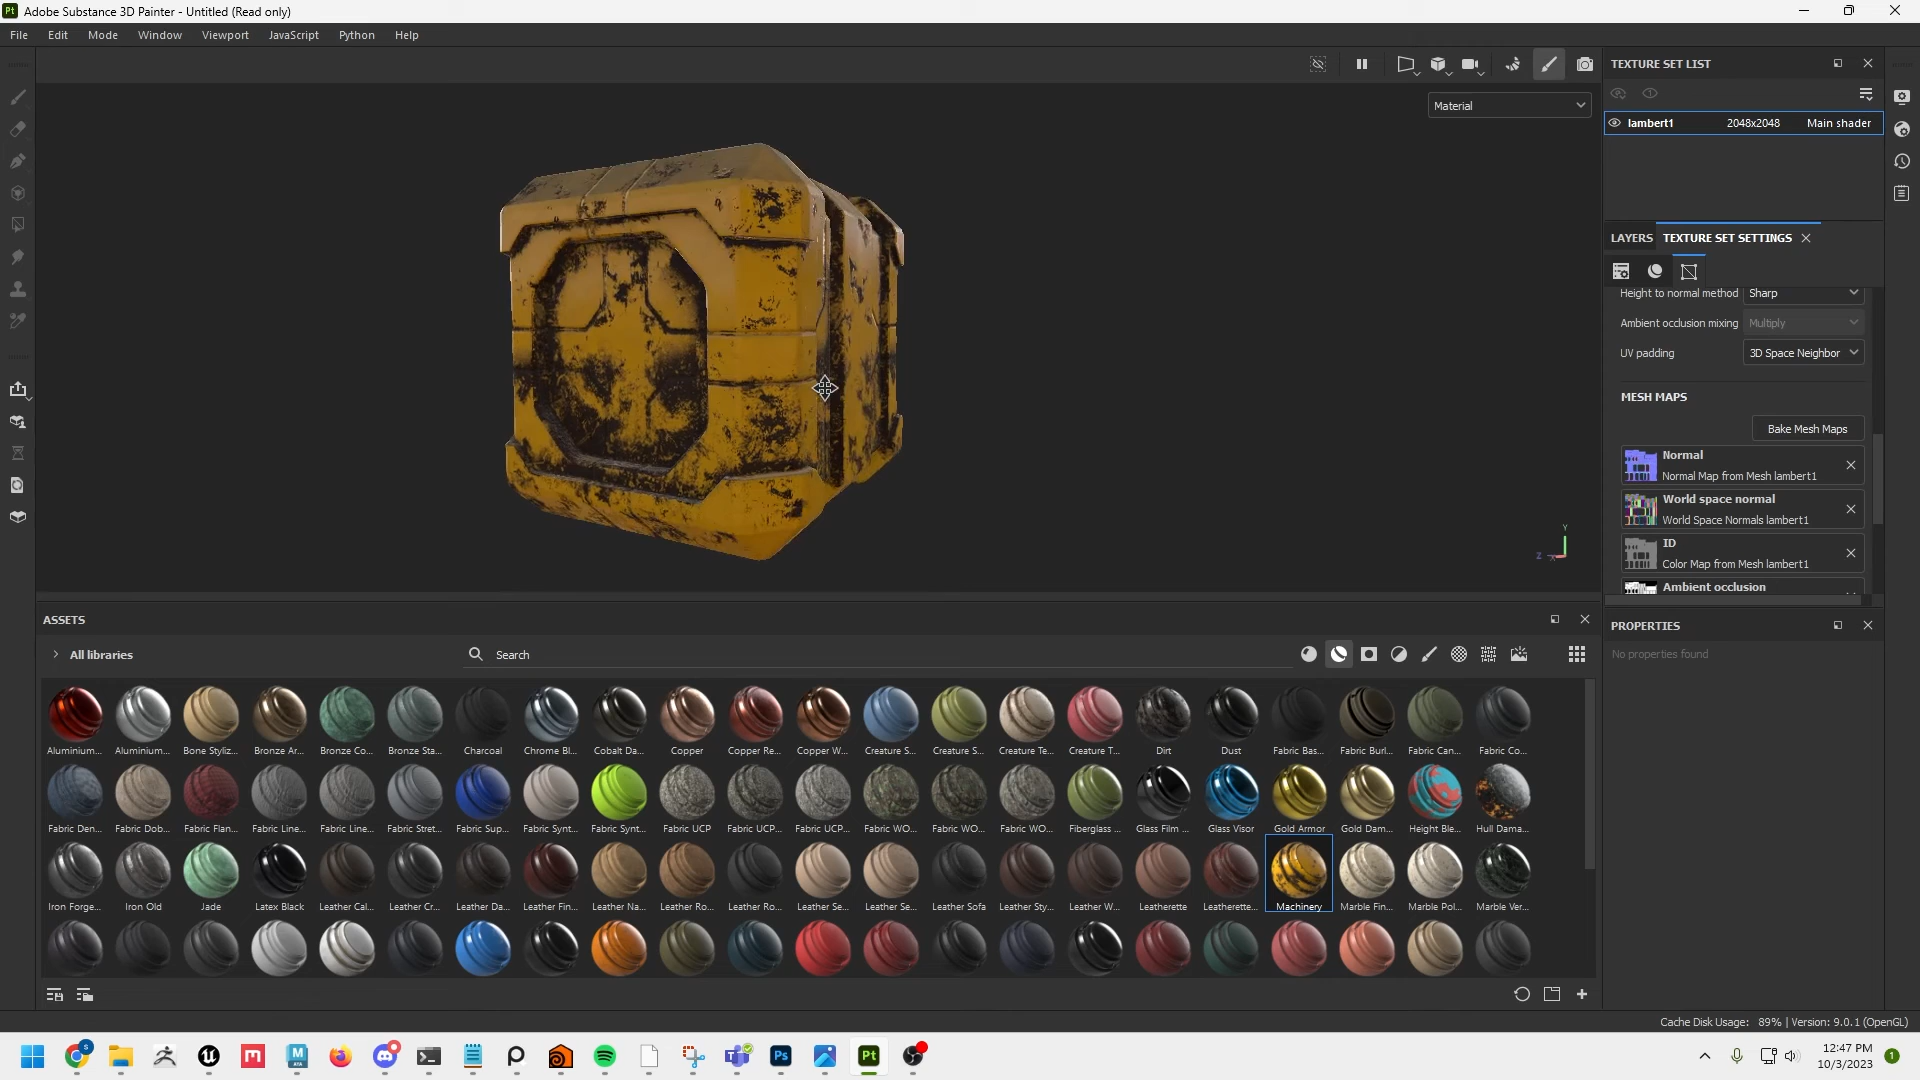 Adobe Substance 3D Painter - Untitled (Read only)
File Edit Mode Window Viewport JavaScript Python Help
Material
TEXTURE SET LIST
lambert1 2048x2048 Main shader
LAYERS TEXTURE SET SETTINGS
Height to normal method Sharp
Ambient occlusion mixing Multiply
UV padding 3D Space Neighbor
MESH MAPS
Bake Mesh Maps
Normal
Normal Map from Mesh lambert1
World space normal
World Space Normals lambert1
ID
Color Map from Mesh lambert1
Ambient occlusion
Y
Z X
ASSETS
PROPERTIES
No properties found
All libraries
Search
Aluminium... Aluminium... Bone Styliz... Bronze Ar... Bronze Co... Bronze Sta... Charcoal Chrome Bl... Cobalt Da... Copper Copper Re... Copper W... Creature S... Creature S... Creature Te... Creature T... Dirt Dust Fabric Bas... Fabric Burl... Fabric Can... Fabric Co...
Fabric Den... Fabric Dob... Fabric Flan... Fabric Line... Fabric Line... Fabric Stret... Fabric Sup... Fabric Synt... Fabric Synt... Fabric UCP Fabric UCP... Fabric UCP... Fabric WO... Fabric WO... Fabric WO... Fiberglass ... Glass Film ... Glass Visor Gold Armor Gold Dam... Height Ble... Hull Dama...
Iron Forge... Iron Old Jade Latex Black Leather Cal... Leather Cr... Leather Da... Leather Fin... Leather Na... Leather Ro... Leather Ro... Leather Se... Leather Se... Leather Sofa Leather Sty... Leather W... Leatherette Leatherette... Machinery Marble Fin... Marble Pol... Marble Ver...
Cache Disk Usage: 89% | Version: 9.0.1 (OpenGL)
12:47 PM
10/3/2023
1